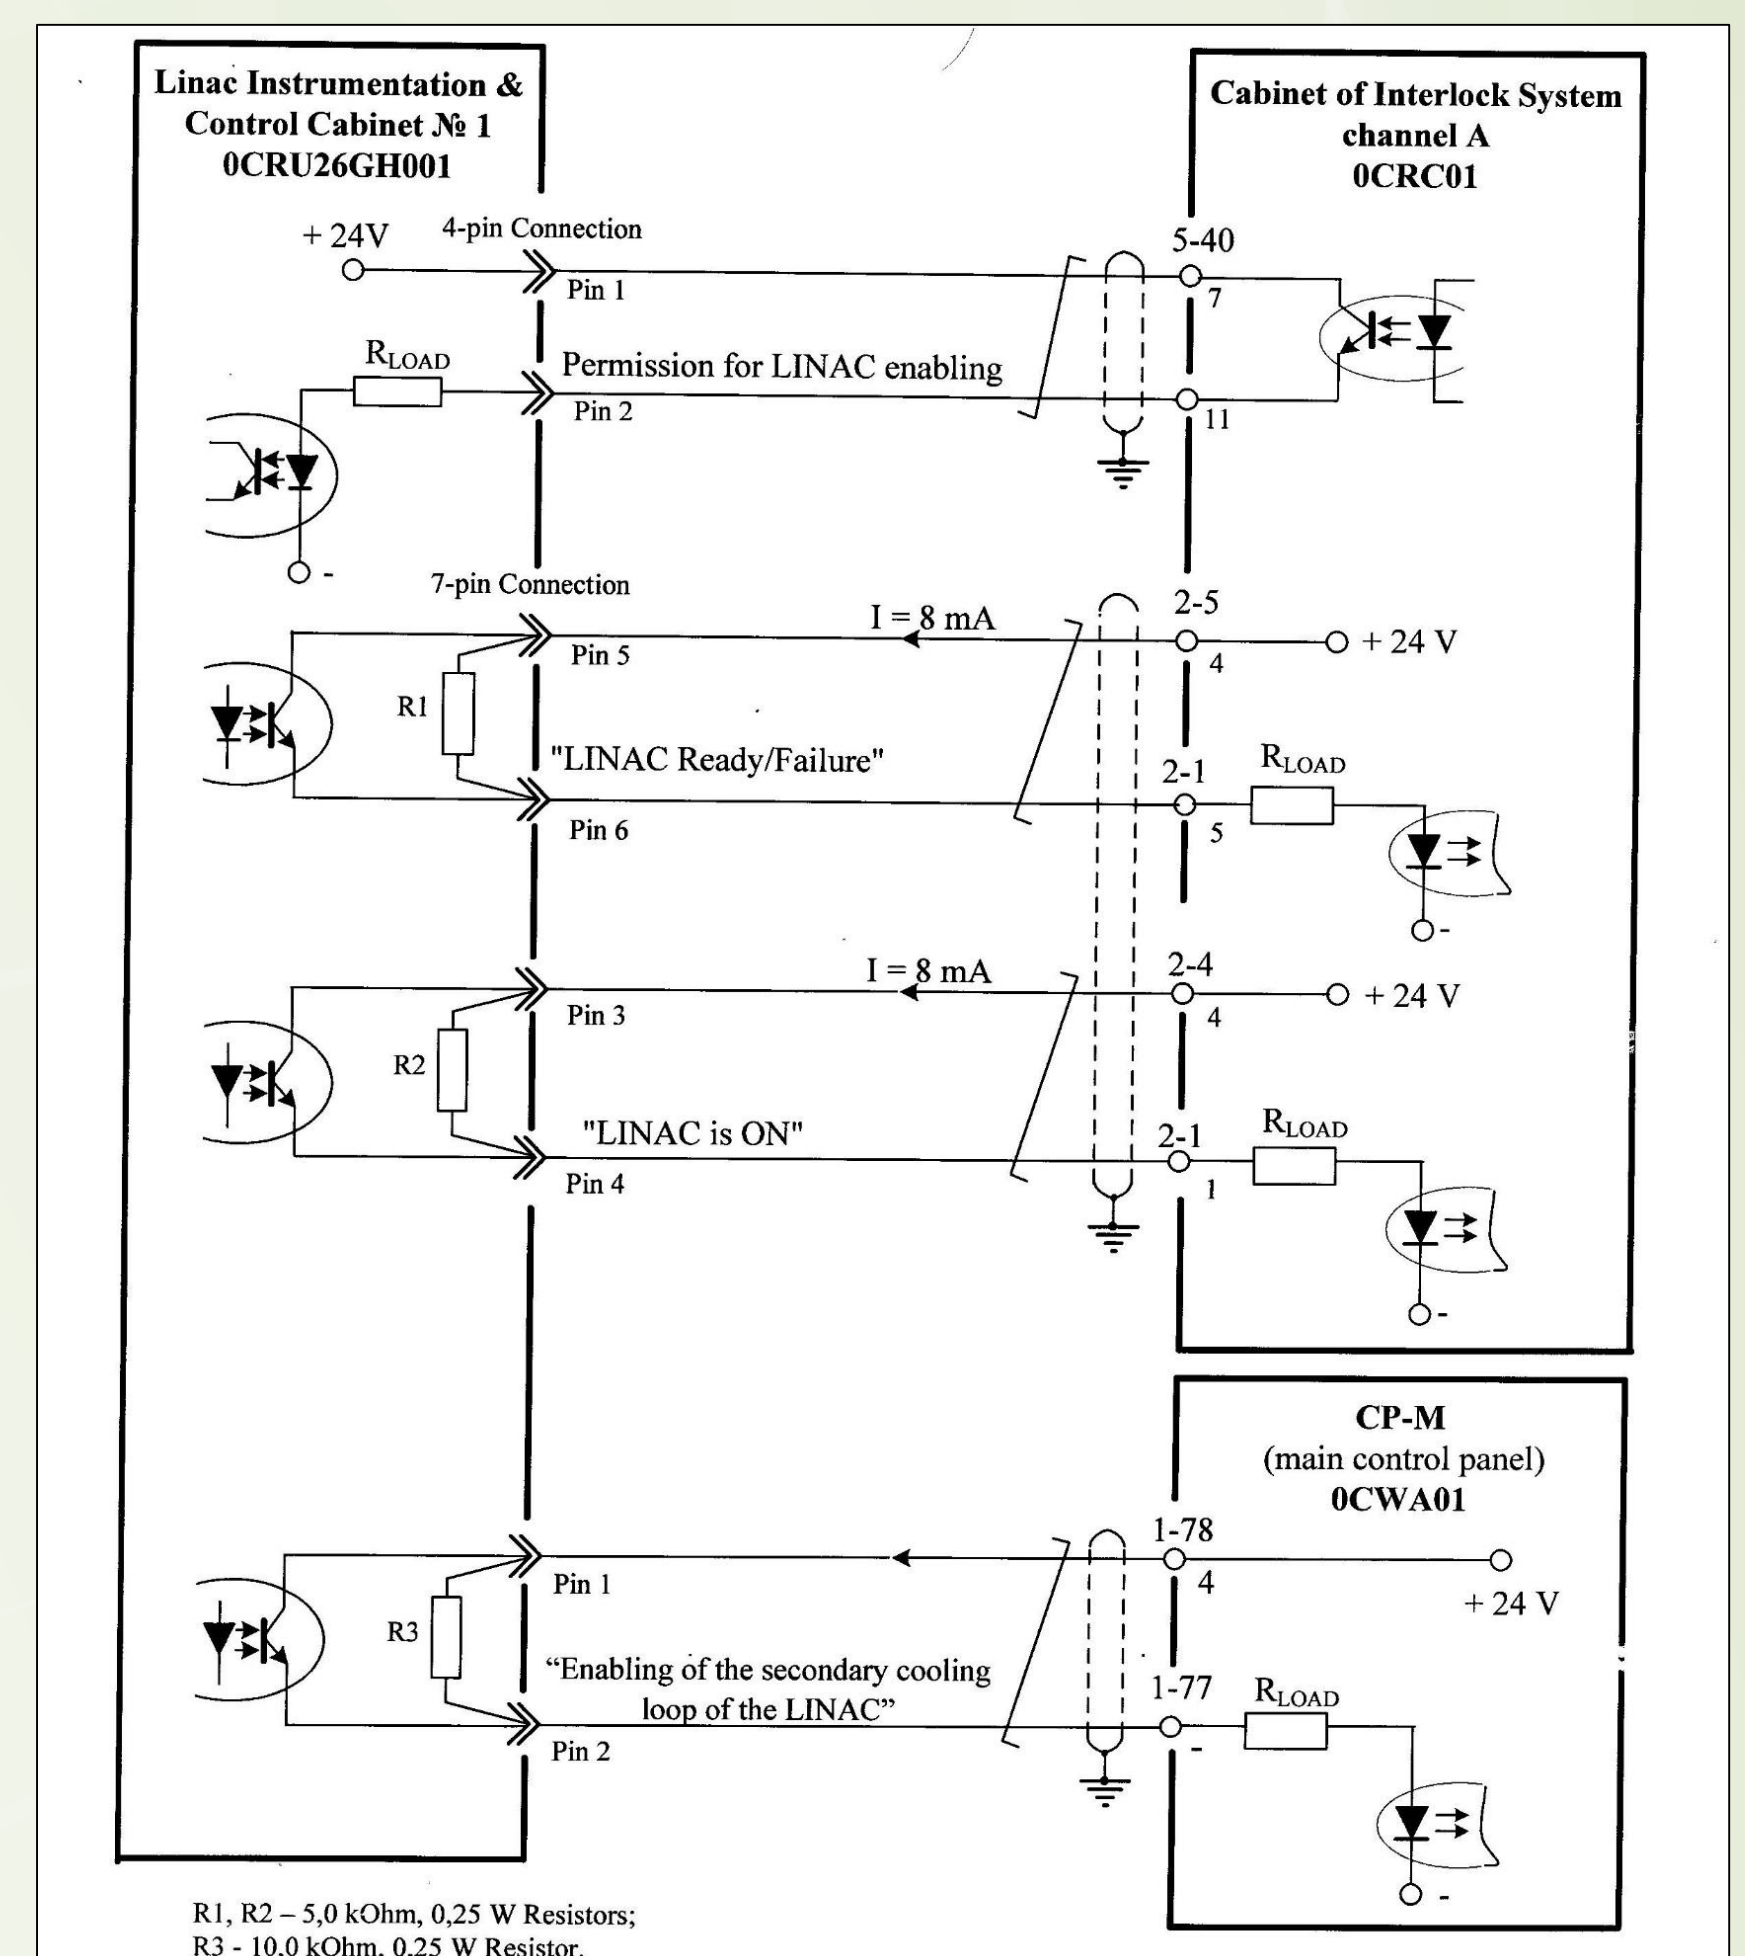 Linac Instrumentation &
Control Cabinet № 1
0CRU26GH001
Cabinet of Interlock System
channel A
0CRC01
+ 24V
4-pin Connection
Pin 1
5-40
7
RLOAD
Permission for LINAC enabling
Pin 2
11
-
7-pin Connection
I = 8 mA
2-5
+ 24 V
Pin 5
4
R1
"LINAC Ready/Failure"
2-1
RLOAD
Pin 6
5
-
I = 8 mA
2-4
+ 24 V
Pin 3
4
R2
"LINAC is ON"
2-1
RLOAD
Pin 4
1
-
CP-M
(main control panel)
0CWA01
1-78
Pin 1
4
+ 24 V
R3
“Enabling of the secondary cooling
loop of the LINAC”
1-77
RLOAD
Pin 2
-
-
R1, R2 – 5,0 kOhm, 0,25 W Resistors;
R3 - 10,0 kOhm, 0,25 W Resistor.